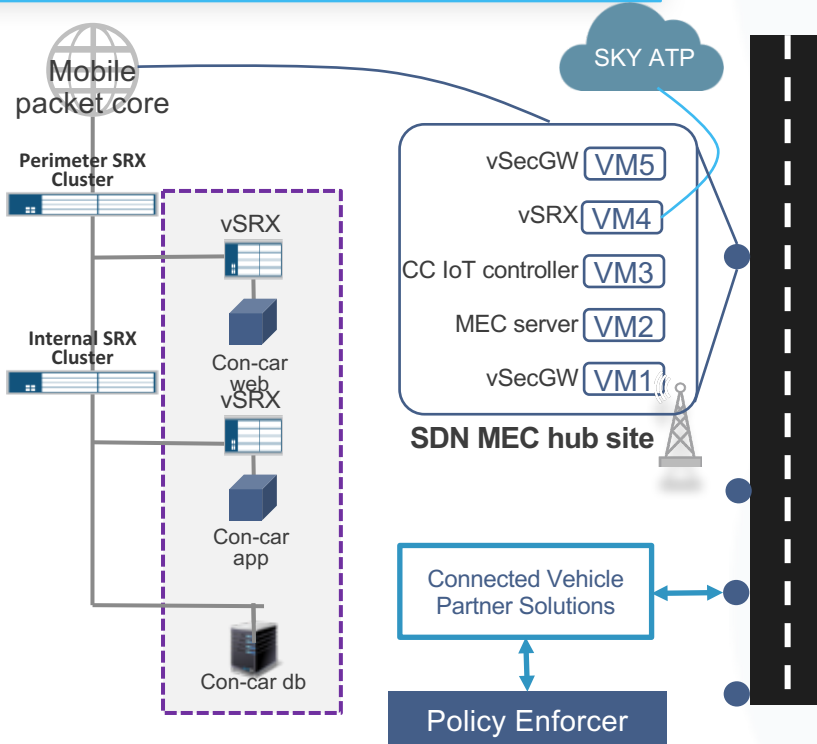 Mobile
packet core
Perimeter SRX
Cluster
vSRX
Con-car
web
Internal SRX
Cluster
vSRX
Con-car
app
Con-car db
SKY ATP
vSecGW VM5
vSRX VM4
CC IoT controller VM3
MEC server VM2
vSecGW VM1
SDN MEC hub site
Connected Vehicle
Partner Solutions
Policy Enforcer